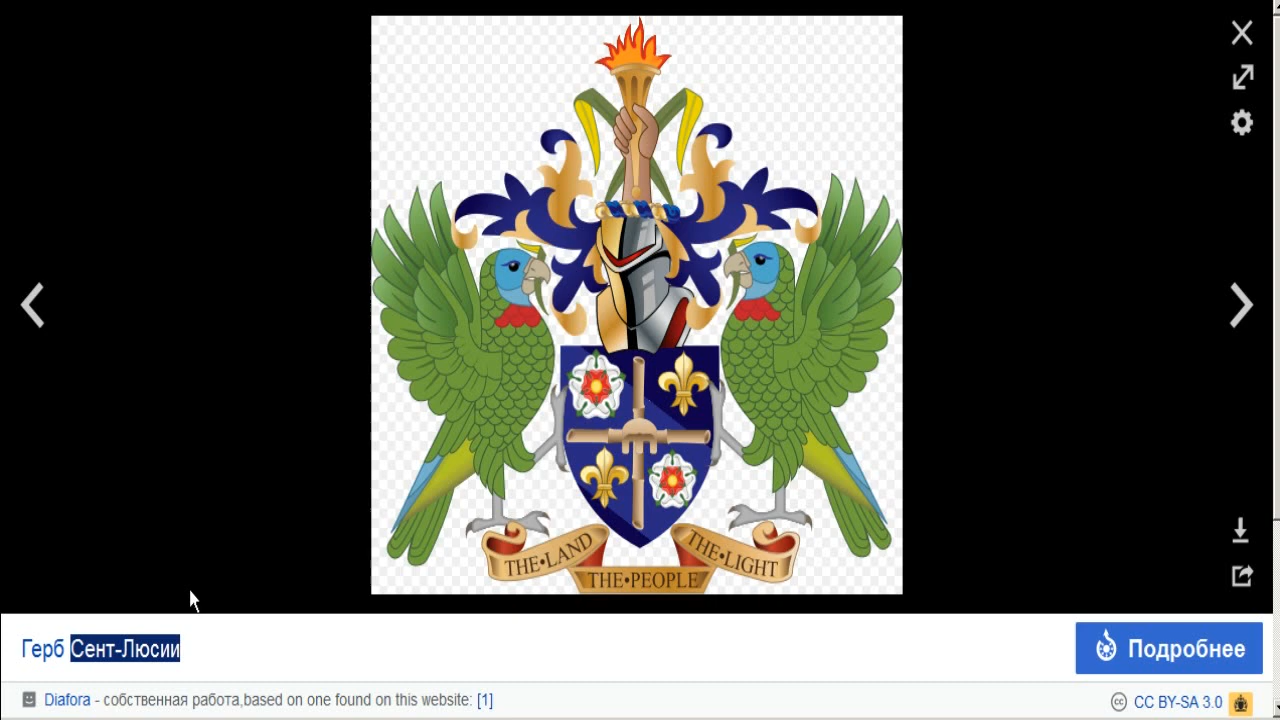 THE•LAND
THE•PEOPLE
THE•LIGHT
Герб Сент-Люсии
Подробнее
Diafora - собственная работа,based on one found on this website: [1]
cc CC BY-SA 3.0